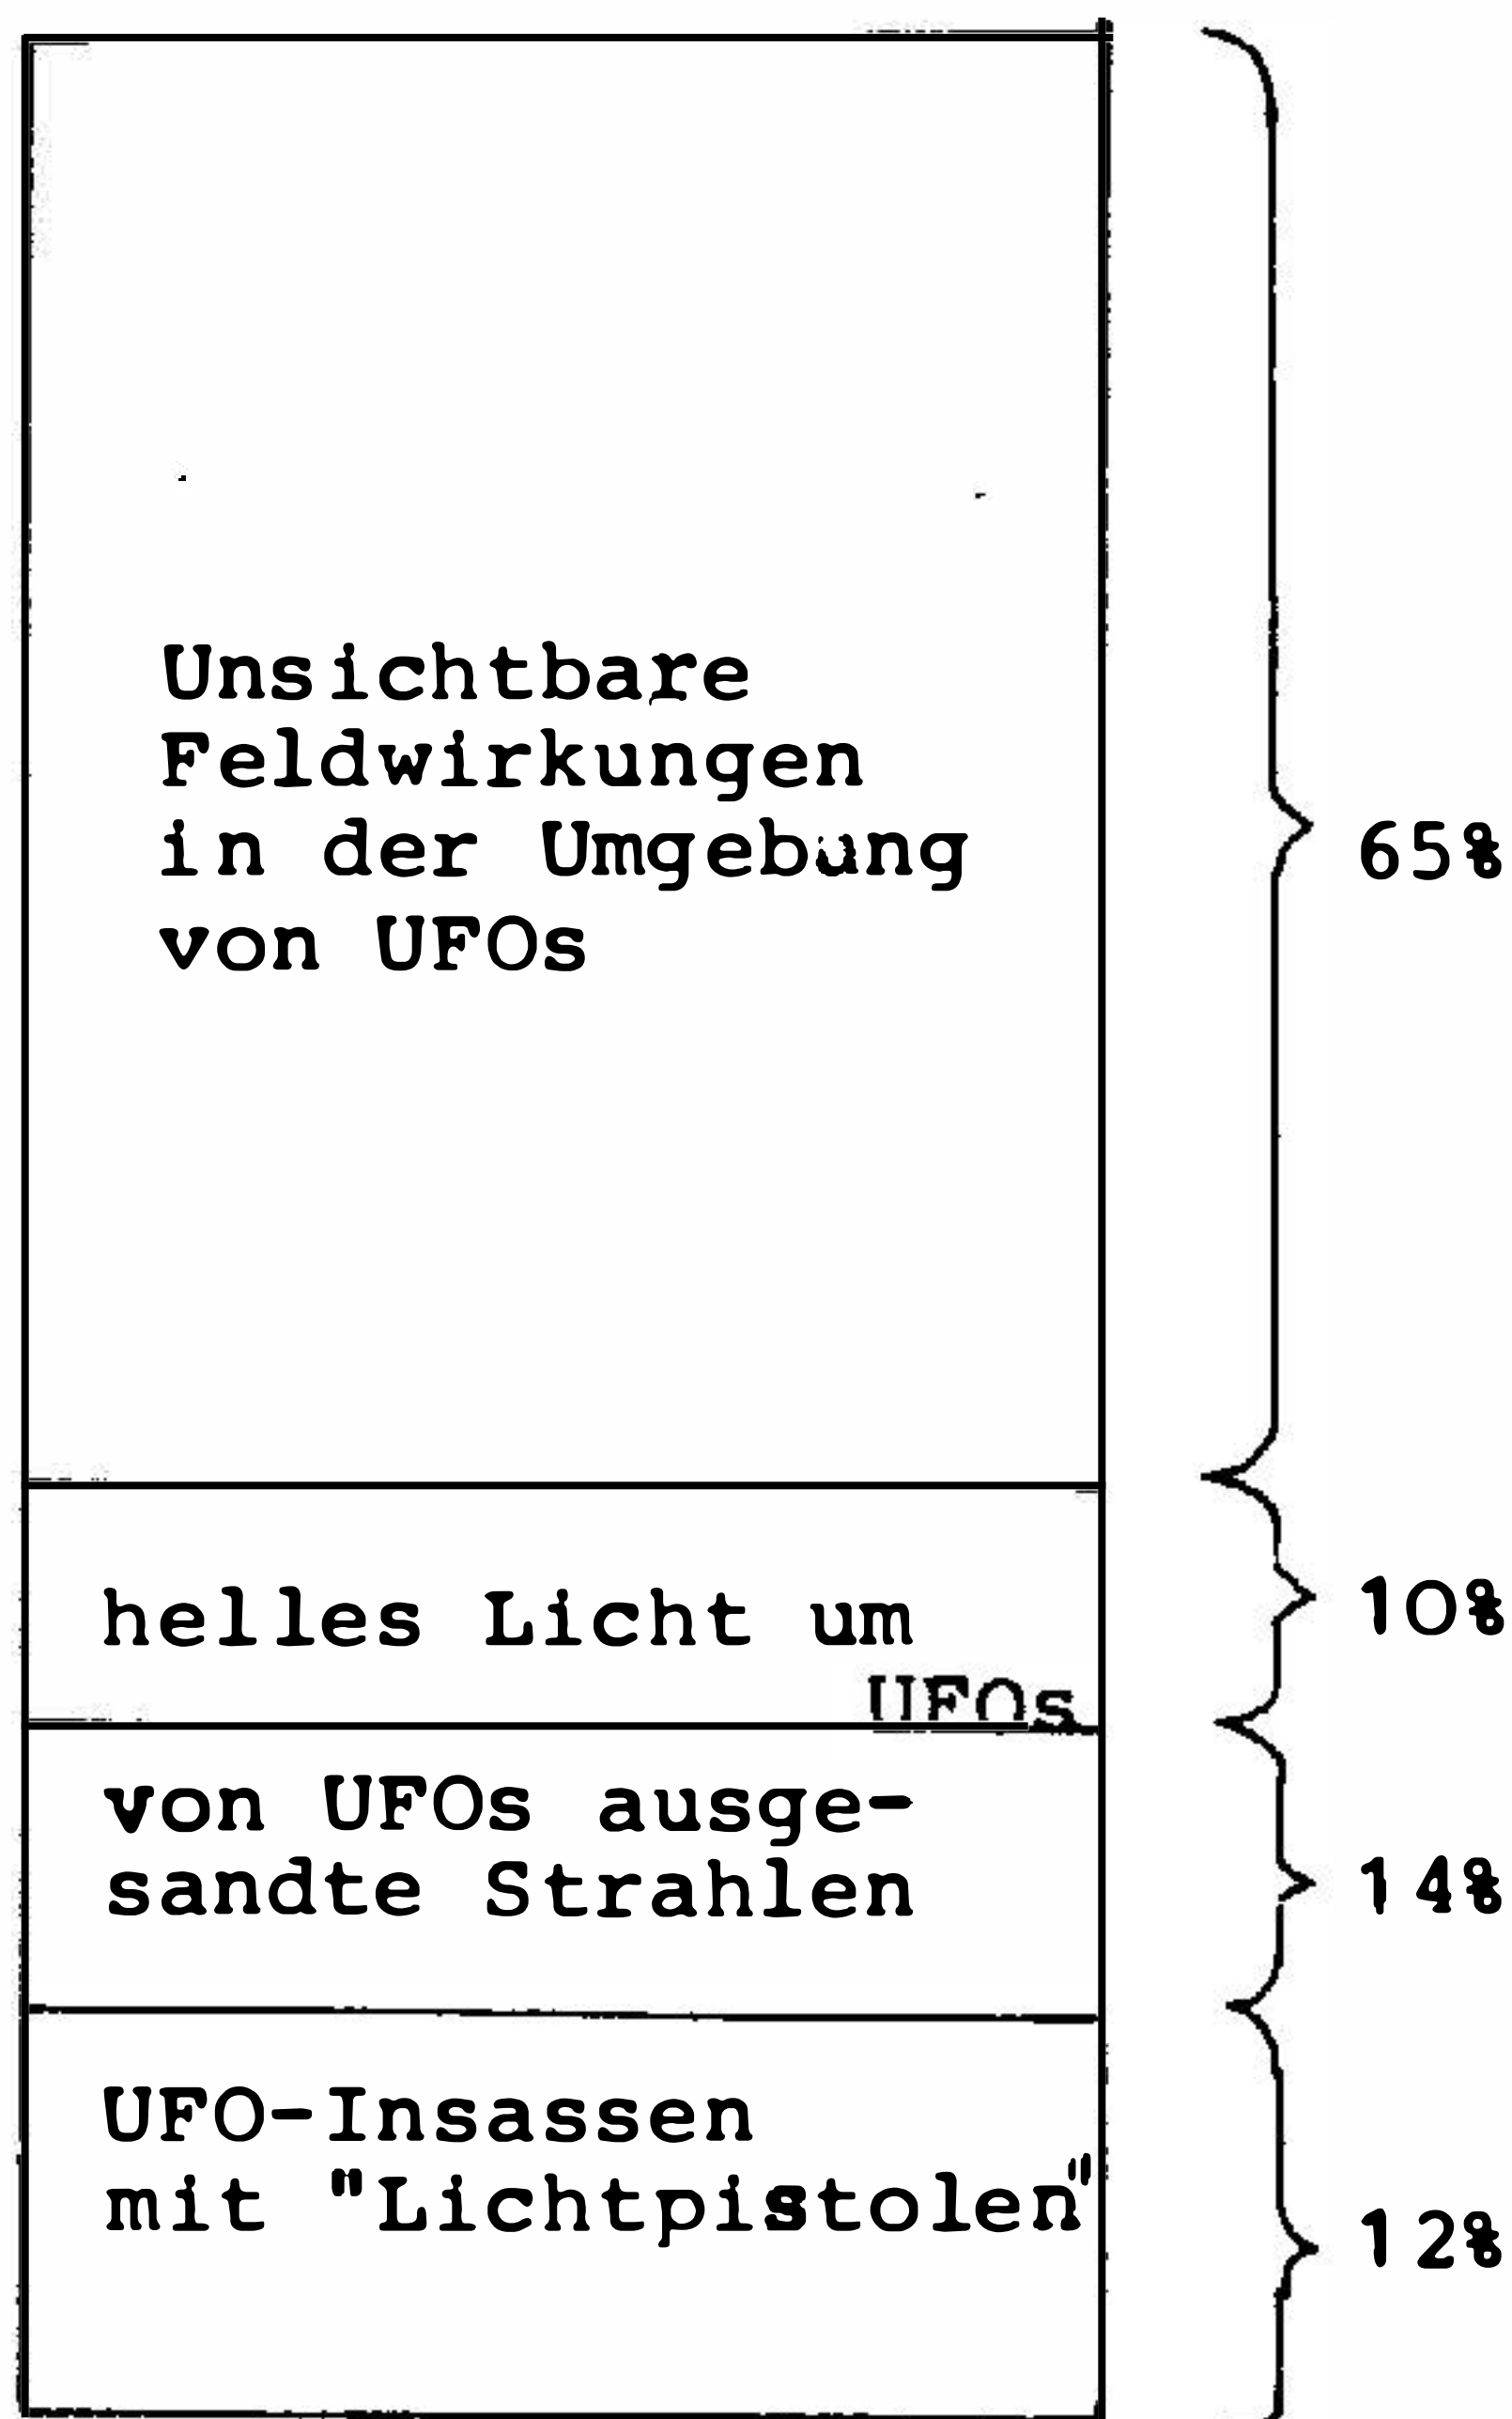 Unsichtbare
Feldwirkungen
in der Umgebung
von UFOs
65%
helles Licht um
UFOs
10%
von UFOs ausge-
sandte Strahlen
14%
UFO-Insassen
mit "Lichtpistolen"
12%